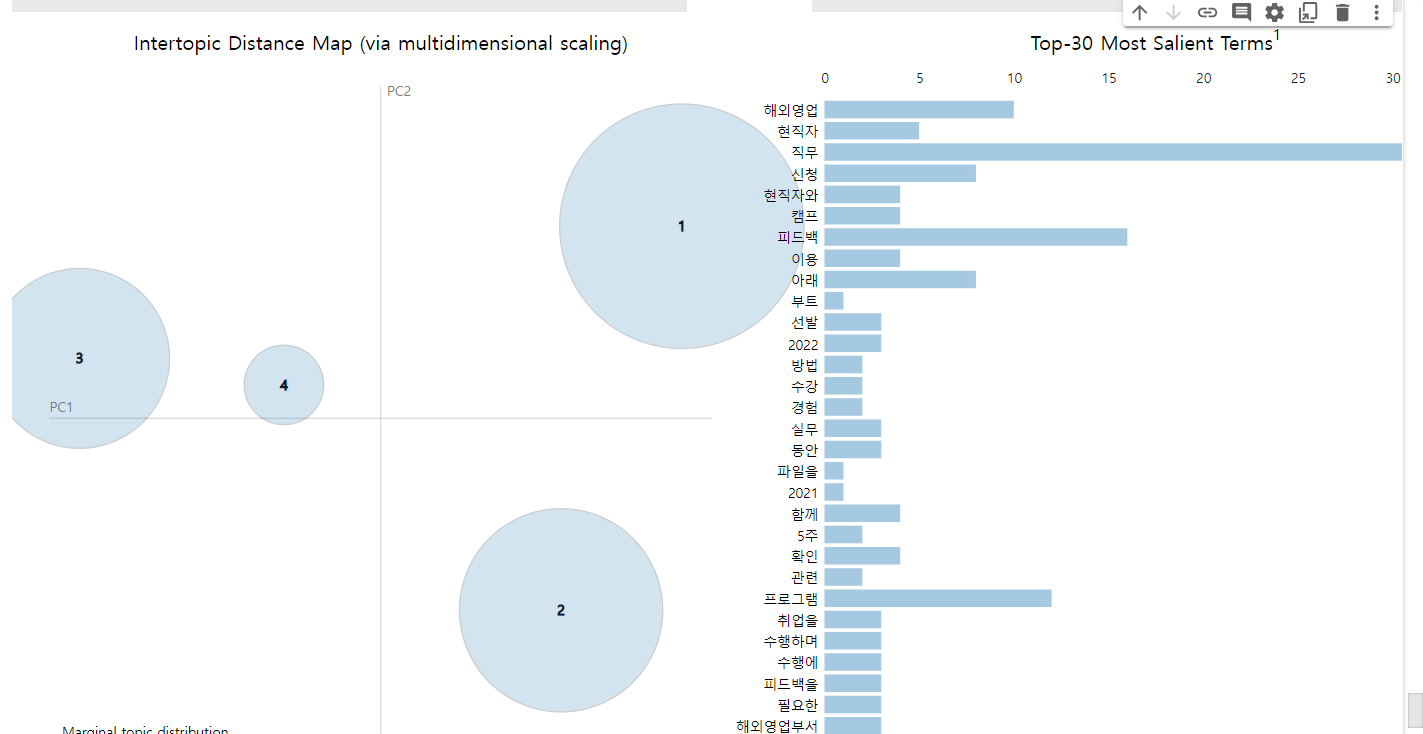 Intertopic Distance Map (via multidimensional scaling)
PC2
1
3
4
PC1
2
Marginal topic distribution
Top-30 Most Salient Terms1
0 5 10 15 20 25 30
해외영업
현직자
직무
신청
현직자와
캠프
피드백
이용
아래
부트
선발
2022
방법
수강
경험
실무
동안
파일을
2021
함께
5주
확인
관련
프로그램
취업을
수행하며
수행에
피드백을
필요한
해외영업부서